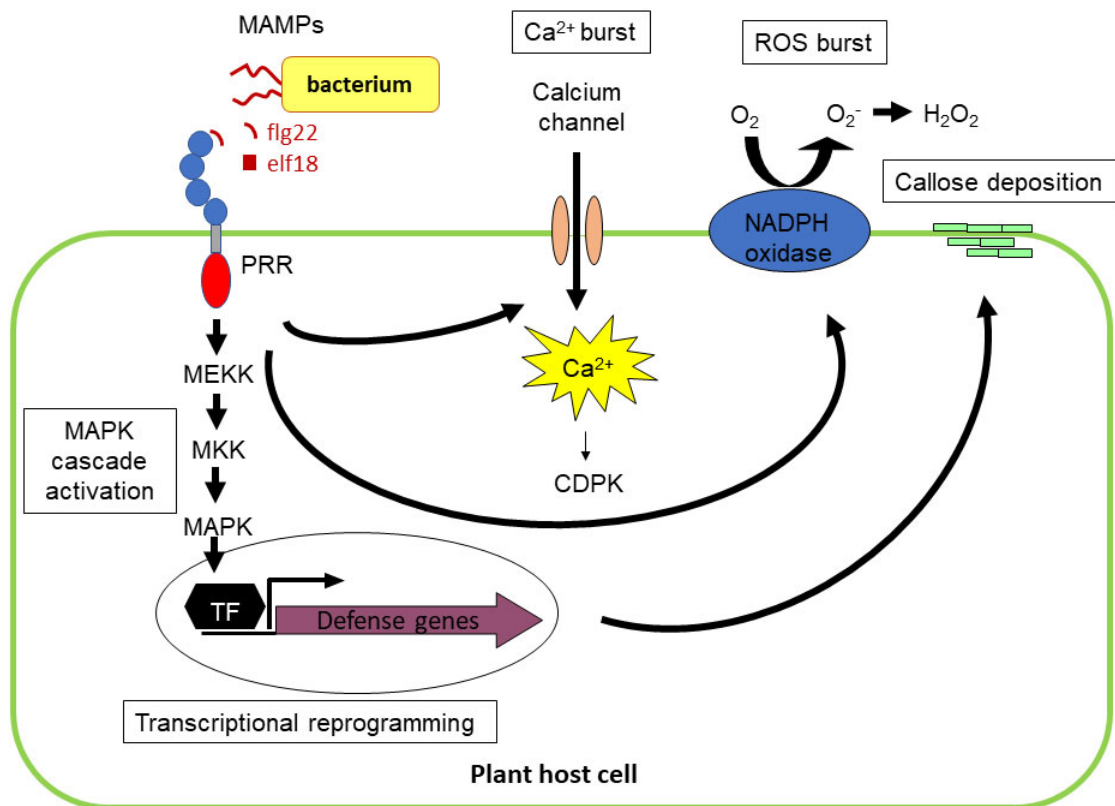 MAMPs
bacterium
flg22
elf18
PRR
Ca²⁺ burst
Calcium
channel
ROS burst
O₂
O₂⁻
H₂O₂
NADPH
oxidase
Callose deposition
Ca²⁺
CDPK
MEKK
MKK
MAPK
MAPK
cascade
activation
TF
Defense genes
Transcriptional reprogramming
Plant host cell